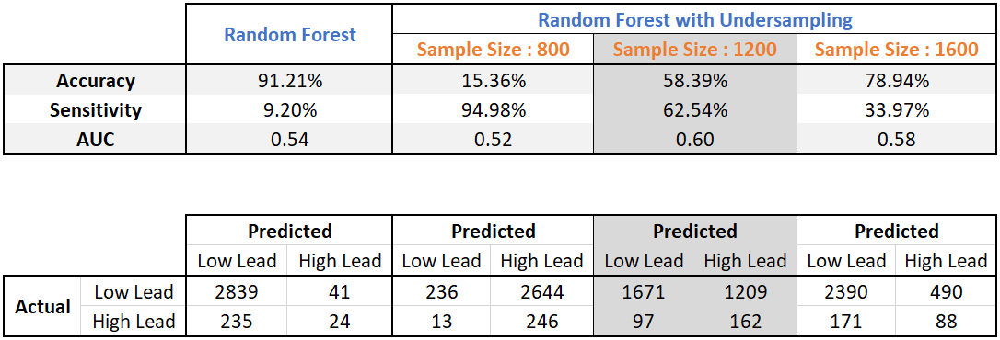 Random Forest
Random Forest with Undersampling
Sample Size : 800 Sample Size : 1200 Sample Size : 1600
Accuracy 91.21% 15.36% 58.39% 78.94%
Sensitivity 9.20% 94.98% 62.54% 33.97%
AUC 0.54 0.52 0.60 0.58
Predicted Predicted Predicted Predicted
Low Lead High Lead Low Lead High Lead Low Lead High Lead Low Lead High Lead
Actual
Low Lead 2839 41 236 2644 1671 1209 2390 490
High Lead 235 24 13 246 97 162 171 88